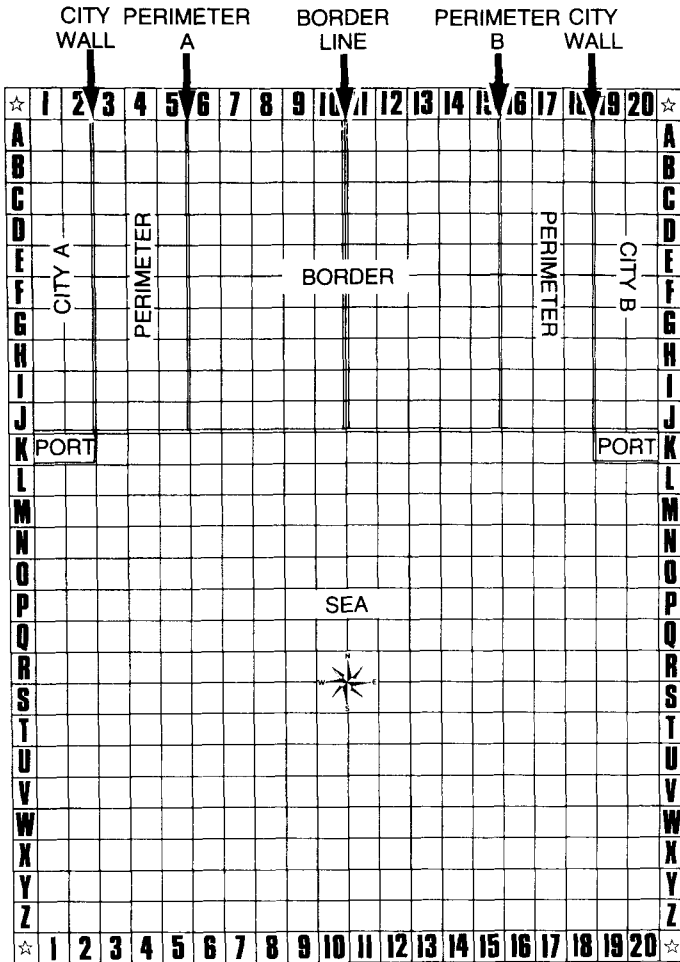 CITY PERIMETER BORDER PERIMETER CITY
WALL A LINE B WALL
☆ 1 2 3 4 5 6 7 8 9 10 11 12 13 14 15 16 17 18 19 20 ☆
A A
B B
C C
D D
E E
F F
G G
H H
I I
J J
CITY A
PERIMETER
BORDER
PERIMETER
CITY B
K PORT PORT K
L L
M M
N N
O O
P SEA P
Q Q
R R
N
W E
S
S S
T T
U U
V V
W W
X X
Y Y
Z Z
☆ 1 2 3 4 5 6 7 8 9 10 11 12 13 14 15 16 17 18 19 20 ☆